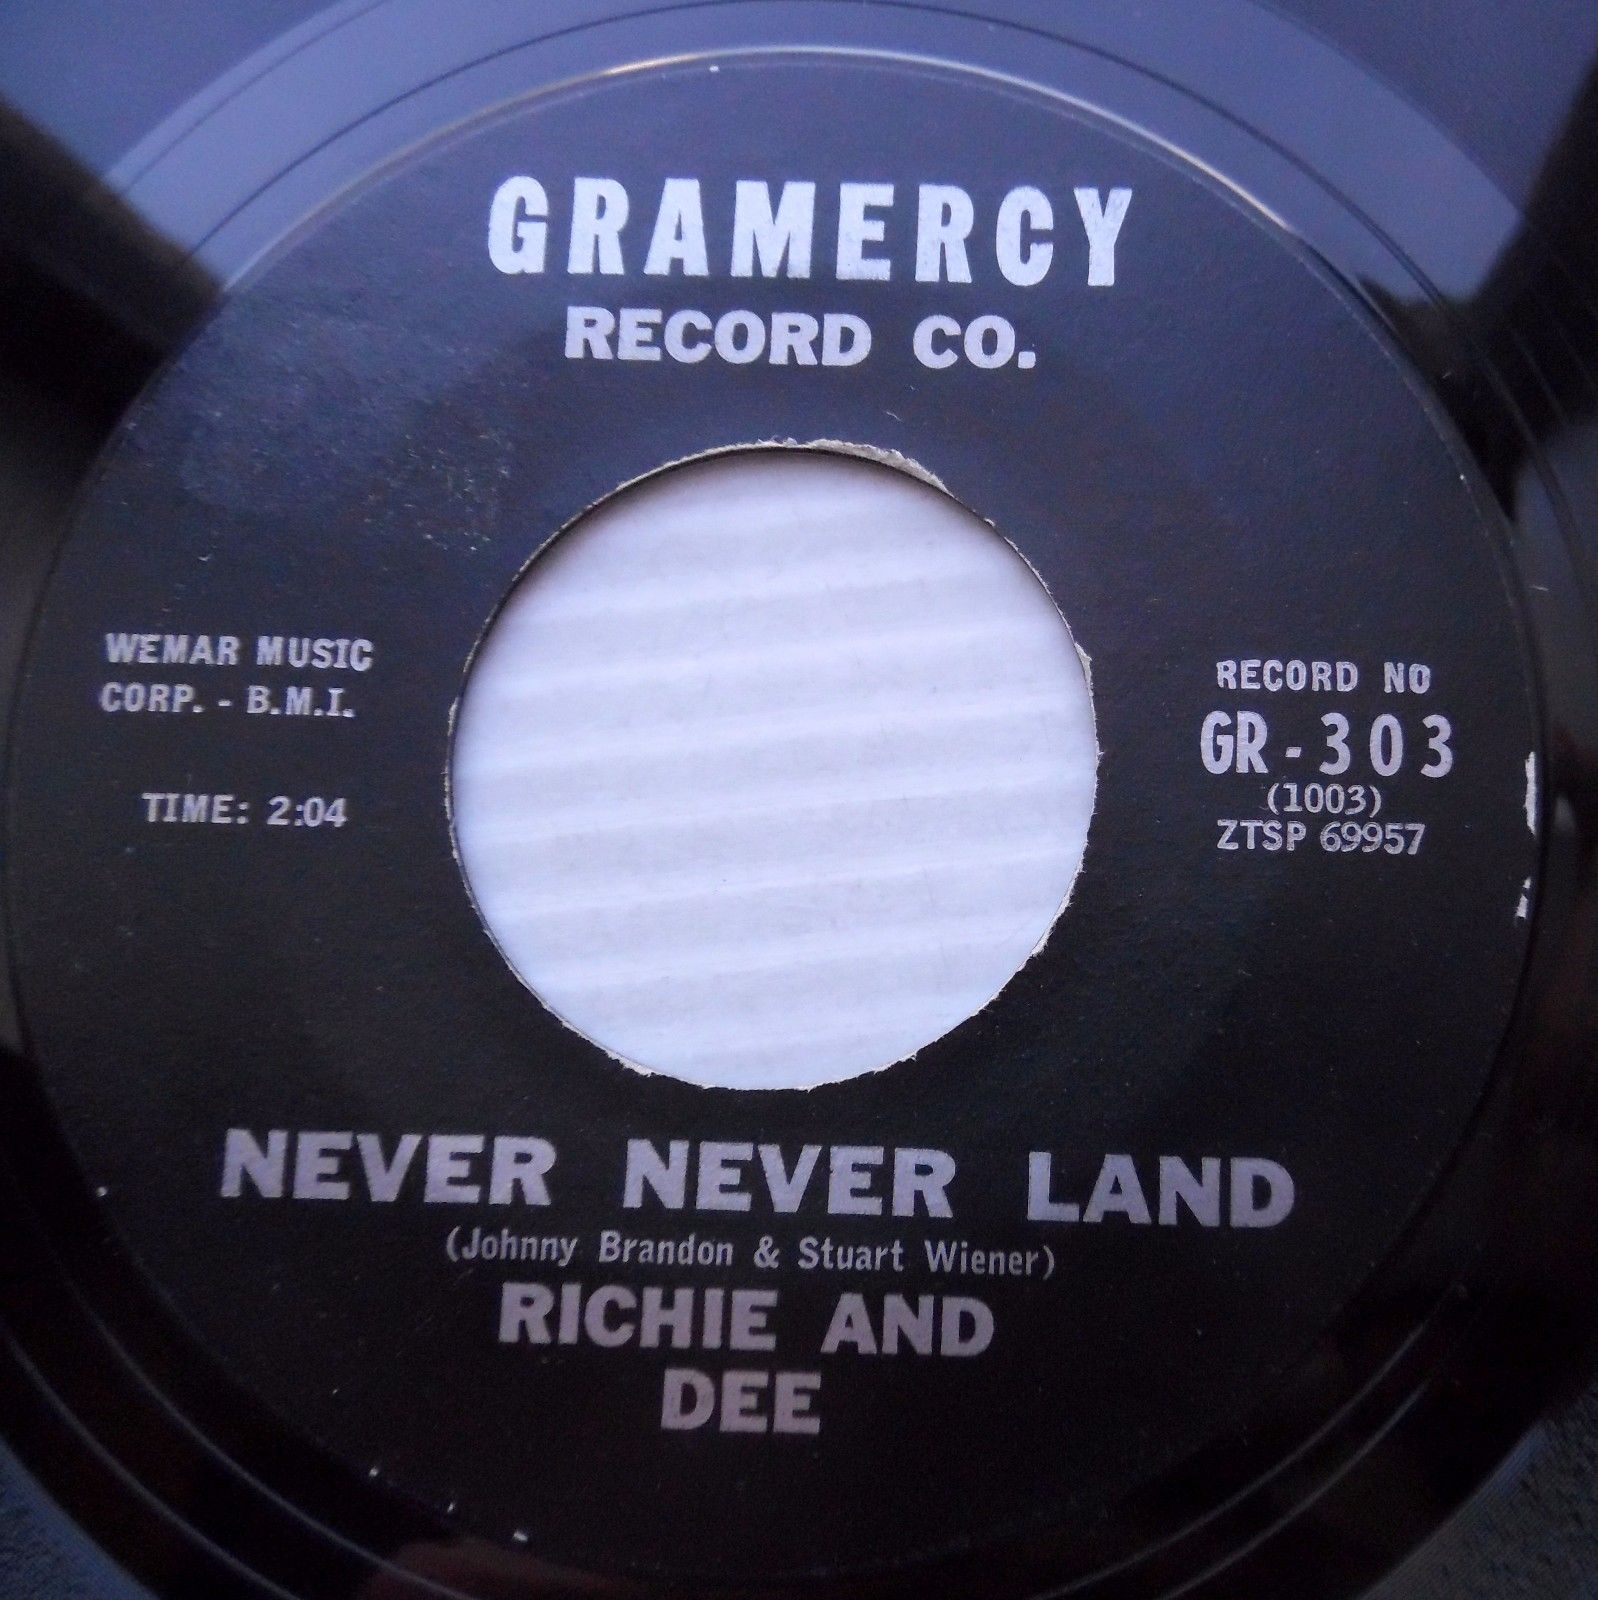 GRAMERCY
RECORD CO.
WEMAR MUSIC
CORP. - B.M.I.
TIME: 2:04
RECORD NO
GR-303
(1003)
ZTSP 69957
NEVER NEVER LAND
(Johnny Brandon & Stuart Wiener)
RICHIE AND
DEE